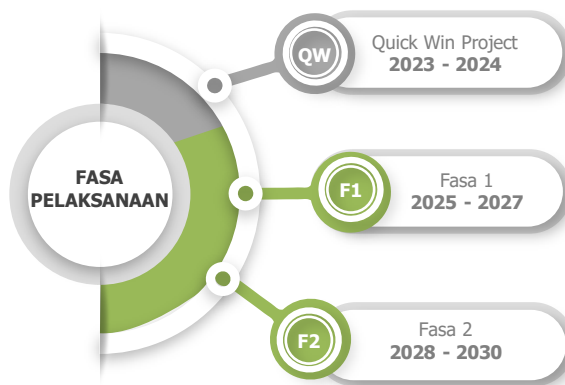 FASA
PELAKSANAAN
QW
Quick Win Project
2023 - 2024
F1
Fasa 1
2025 - 2027
F2
Fasa 2
2028 - 2030